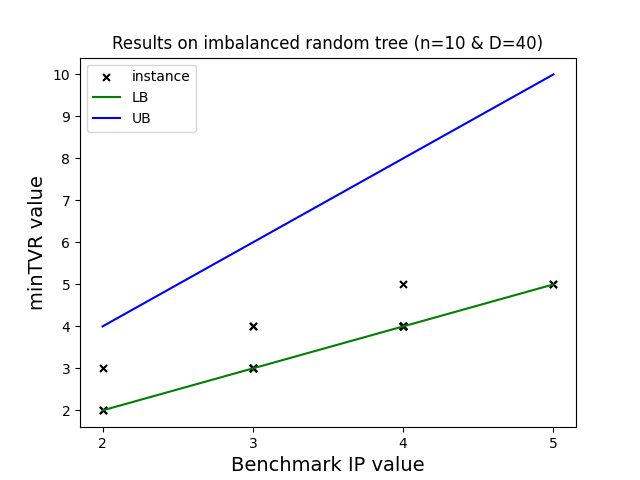 Results on imbalanced random tree (n=10 & D=40)
instance
LB
UB
minTVR value
10
9
8
7
6
5
4
3
2
2 3 4 5
Benchmark IP value